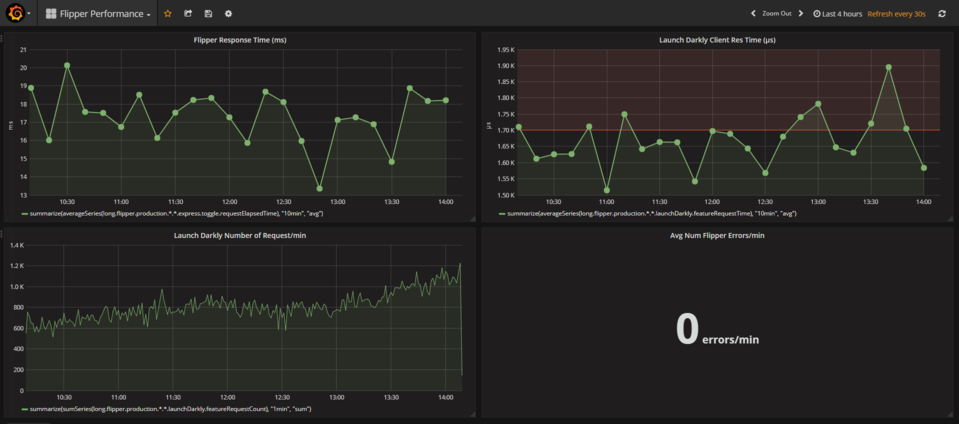 Flipper Performance
Zoom Out
Last 4 hours Refresh every 30s
Flipper Response Time (ms)
21
20
19
18
17
16
15
14
13
ms
10:30 11:00 11:30 12:00 12:30 13:00 13:30 14:00
summarize(averageSeries(long.flipper.production.*.*.express.toggle.requestElapsedTime), "10min", "avg")
Launch Darkly Client Res Time (µs)
1.95 K
1.90 K
1.85 K
1.80 K
1.75 K
1.70 K
1.65 K
1.60 K
1.55 K
1.50 K
µs
10:30 11:00 11:30 12:00 12:30 13:00 13:30 14:00
summarize(averageSeries(long.flipper.production.*.*.launchDarkly.featureRequestTime), "10min", "avg")
Launch Darkly Number of Request/min
1.4 K
1.2 K
1.0 K
800
600
400
200
0
10:30 11:00 11:30 12:00 12:30 13:00 13:30 14:00
summarize(sumSeries(long.flipper.production.*.*.launchDarkly.featureRequestCount), "1min", "sum")
Avg Num Flipper Errors/min
0 errors/min